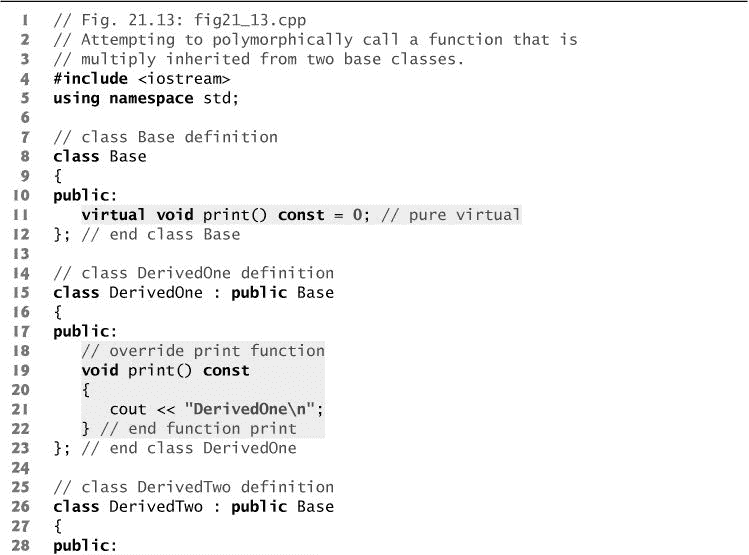 1 // Fig. 21.13: fig21_13.cpp
2 // Attempting to polymorphically call a function that is
3 // multiply inherited from two base classes.
4 #include <iostream>
5 using namespace std;
6
7 // class Base definition
8 class Base
9 {
10 public:
11 virtual void print() const = 0; // pure virtual
12 }; // end class Base
13
14 // class DerivedOne definition
15 class DerivedOne : public Base
16 {
17 public:
18 // override print function
19 void print() const
20 {
21 cout << "DerivedOne\n";
22 } // end function print
23 }; // end class DerivedOne
24
25 // class DerivedTwo definition
26 class DerivedTwo : public Base
27 {
28 public: